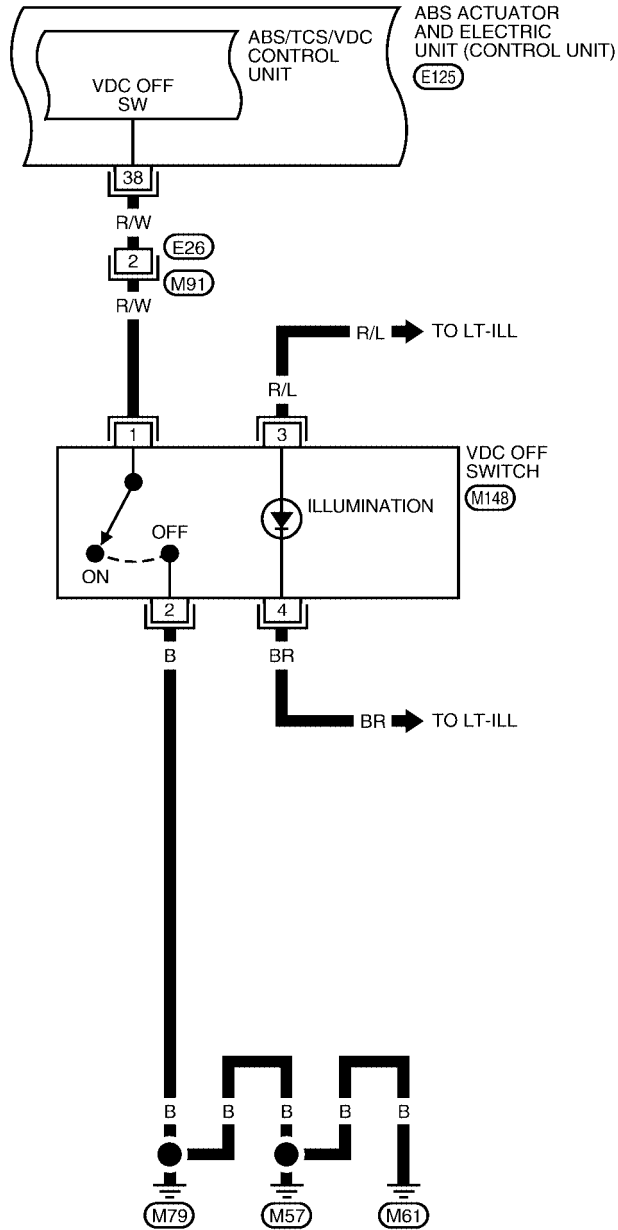 ABS ACTUATOR
AND ELECTRIC
UNIT (CONTROL UNIT)
E125
ABS/TCS/VDC
CONTROL
UNIT
VDC OFF
SW
38
R/W
2
E26
M91
R/W
R/L
TO LT-ILL
R/L
1
3
VDC OFF
SWITCH
M148
ILLUMINATION
OFF
ON
2
4
B
BR
BR
TO LT-ILL
B
B
B
B
B
M79
M57
M61